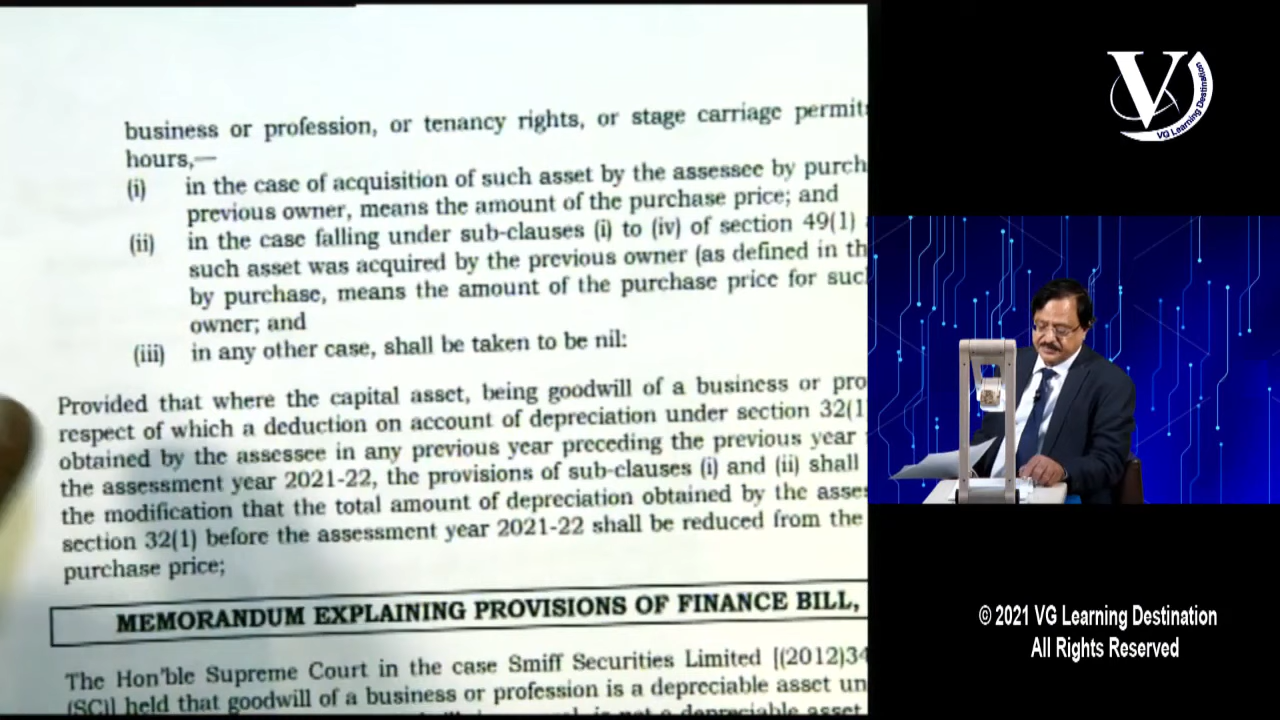 business or profession, or tenancy rights, or stage carriage permits
hours,—
(i) in the case of acquisition of such asset by the assessee by purch
previous owner, means the amount of the purchase price; and
(ii) in the case falling under sub-clauses (i) to (iv) of section 49(1)
such asset was acquired by the previous owner (as defined in th
by purchase, means the amount of the purchase price for suc
owner; and
(iii) in any other case, shall be taken to be nil:
Provided that where the capital asset, being goodwill of a business or pro
respect of which a deduction on account of depreciation under section 32(1
obtained by the assessee in any previous year preceding the previous year
the assessment year 2021-22, the provisions of sub-clauses (i) and (ii) shall
the modification that the total amount of depreciation obtained by the asse
section 32(1) before the assessment year 2021-22 shall be reduced from the
purchase price;
MEMORANDUM EXPLAINING PROVISIONS OF FINANCE BILL,
The Hon'ble Supreme Court in the case Smiff Securities Limited [(2012)34
(SC)] held that goodwill of a business or profession is a depreciable asset un
is not a depreciable asset
V
VG Learning Destination
© 2021 VG Learning Destination
All Rights Reserved